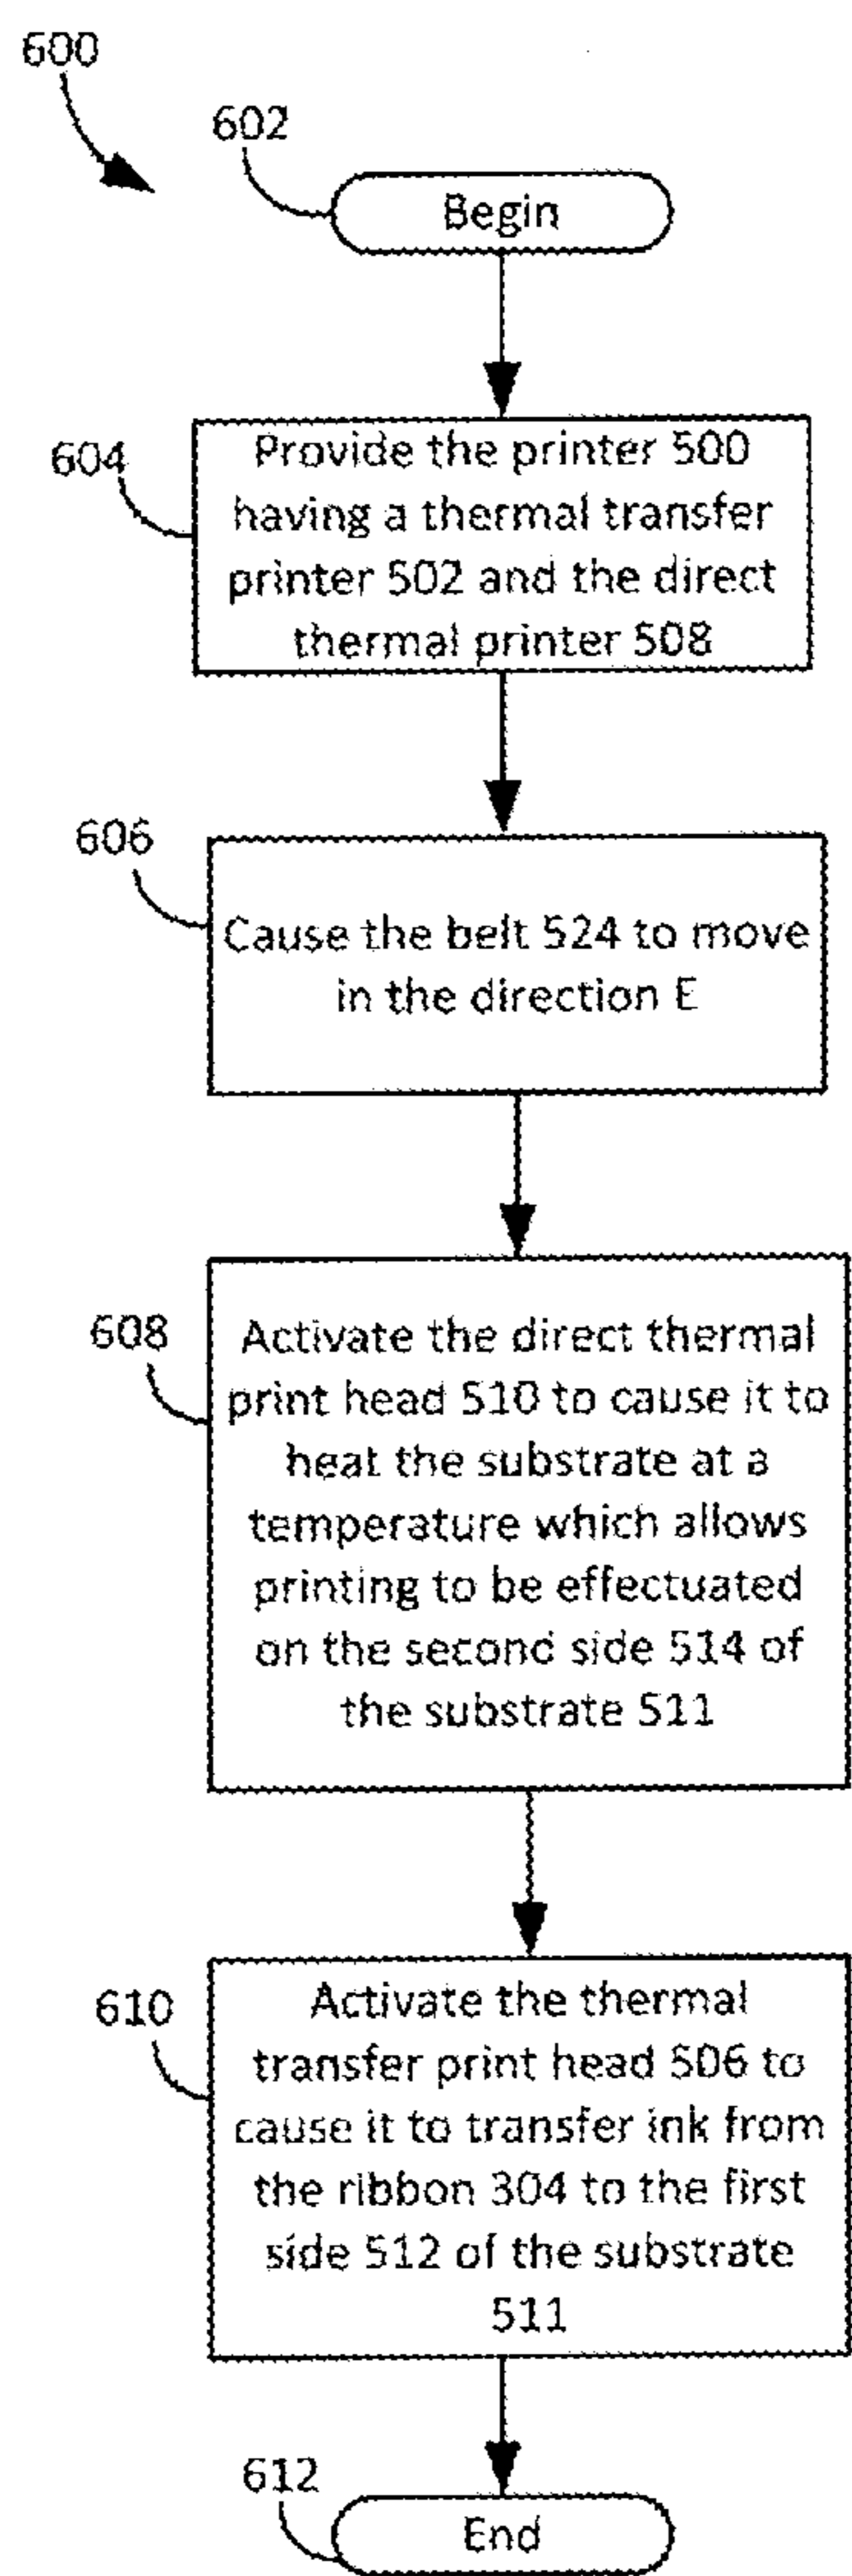 600
602
Begin
604
Provide the printer 500
having a thermal transfer
printer 502 and the direct
thermal printer 508
606
Cause the belt 524 to move
in the direction E
608
Activate the direct thermal
print head 510 to cause it to
heat the substrate at a
temperature which allows
printing to be effectuated
on the second side 514 of
the substrate 511
610
Activate the thermal
transfer print head 506 to
cause it to transfer ink from
the ribbon 304 to the first
side 512 of the substrate
511
612
End